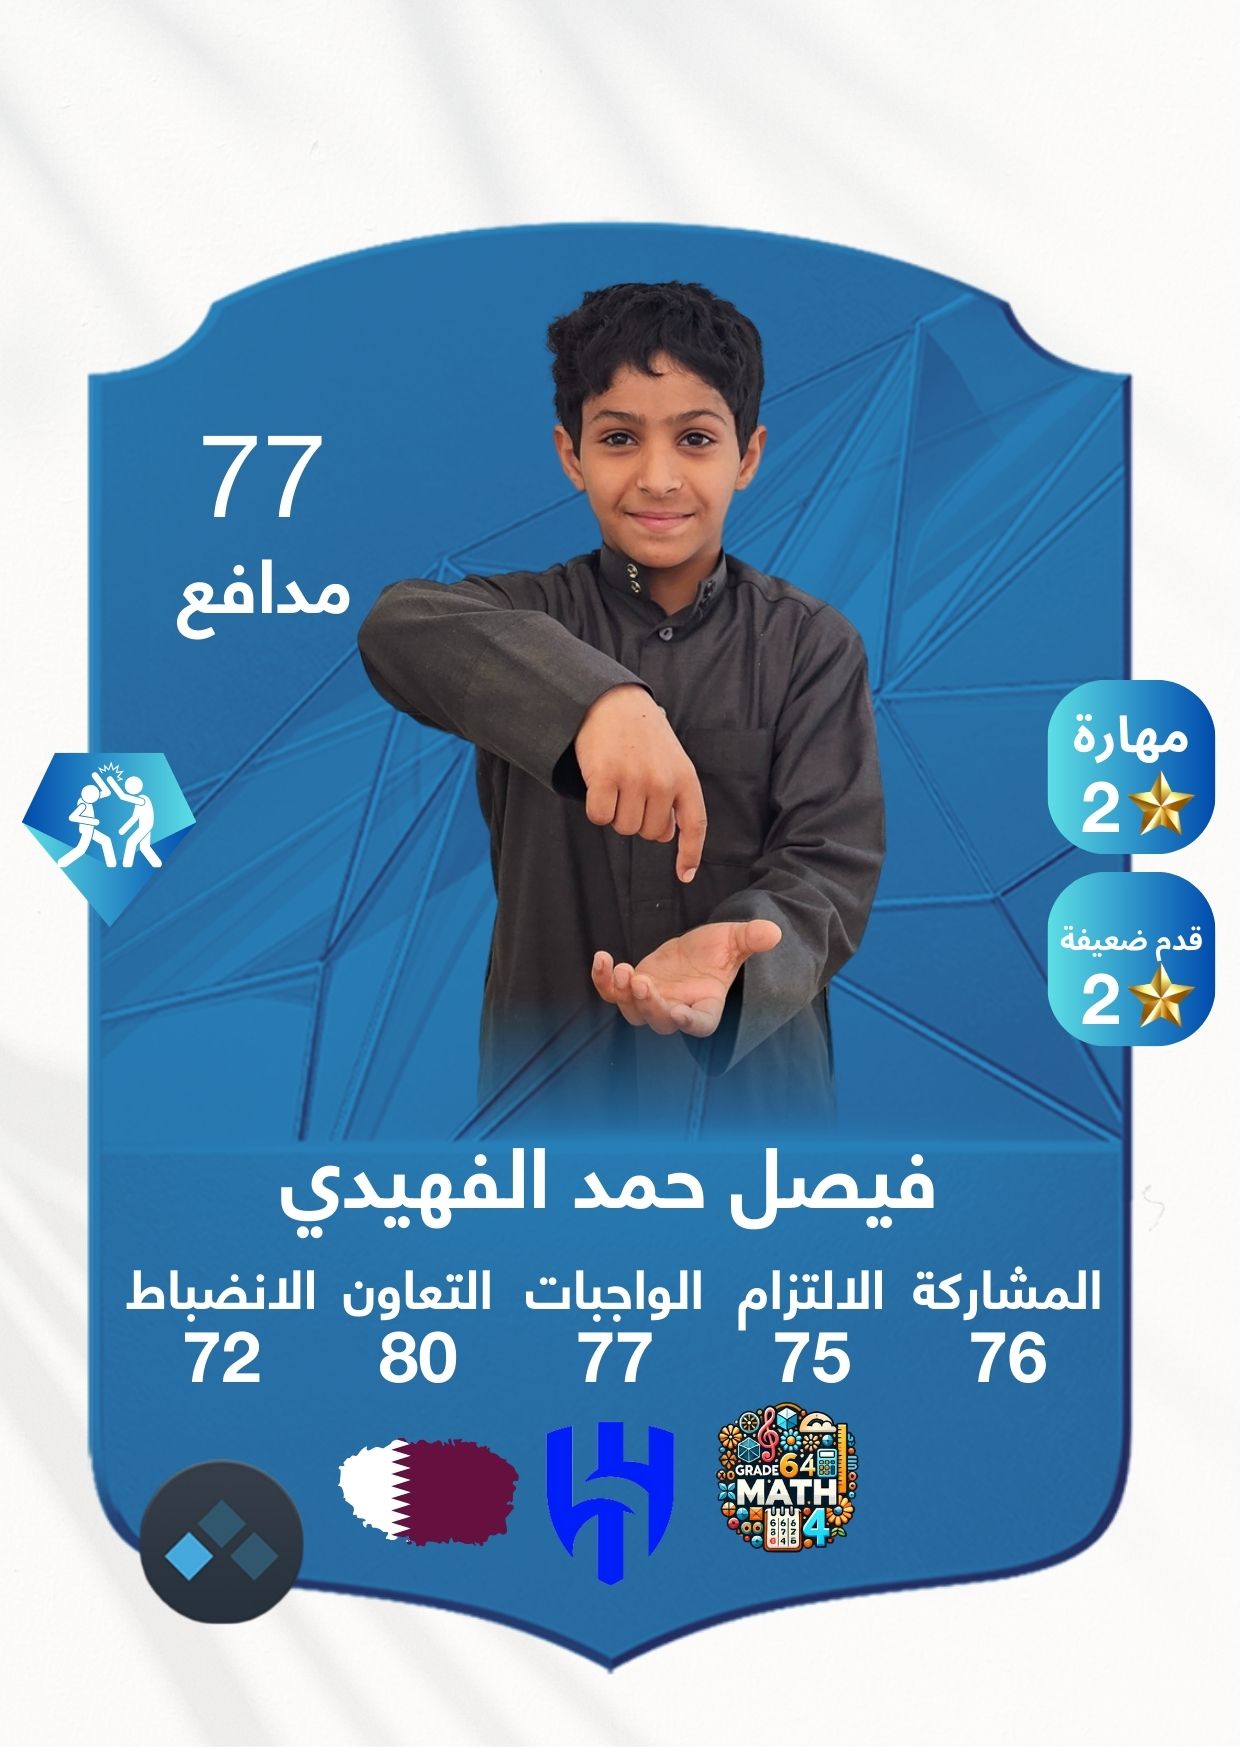 77
مدافع
مهارة
2
قدم ضعيفة
2
فيصل حمد الفهيدي
المشاركة الالتزام الواجبات التعاون الانضباط
76 75 77 80 72
GRADE 64
MATH
4